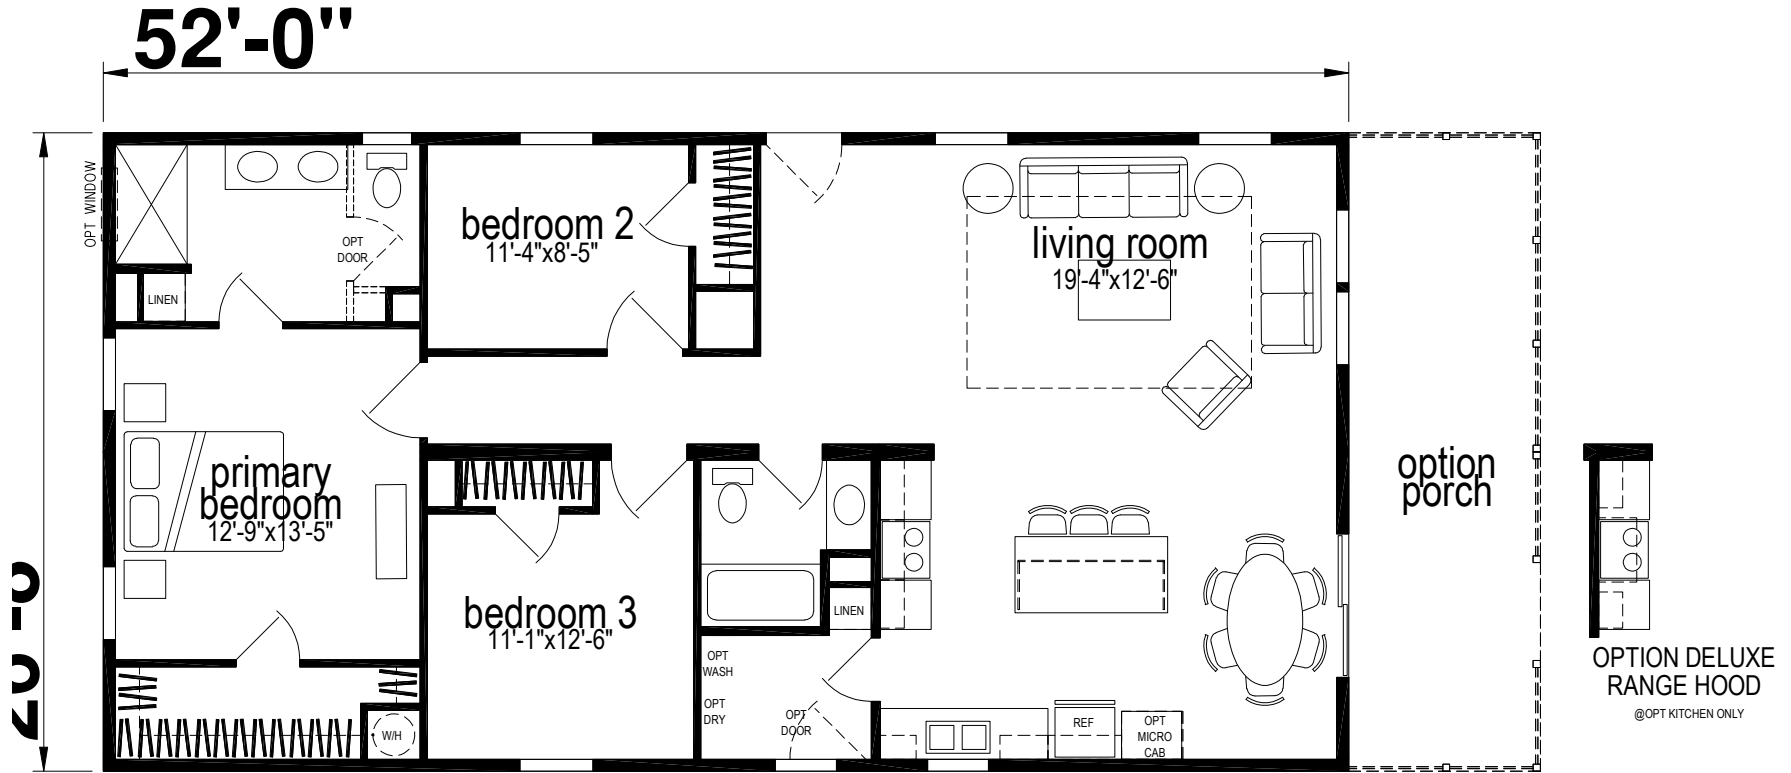 52'-0"
OPT WINDOW
OPT
DOOR
LINEN
bedroom 2
11'-4"x8'-5"
living room
19'-4"x12'-6"
primary
bedroom
12'-9"x13'-5"
option
porch
bedroom 3
11'-1"x12'-6"
LINEN
OPT
WASH
OPT
DRY
OPT
DOOR
W/H
REF
OPT
MICRO
CAB
OPTION DELUXE
RANGE HOOD
@OPT KITCHEN ONLY